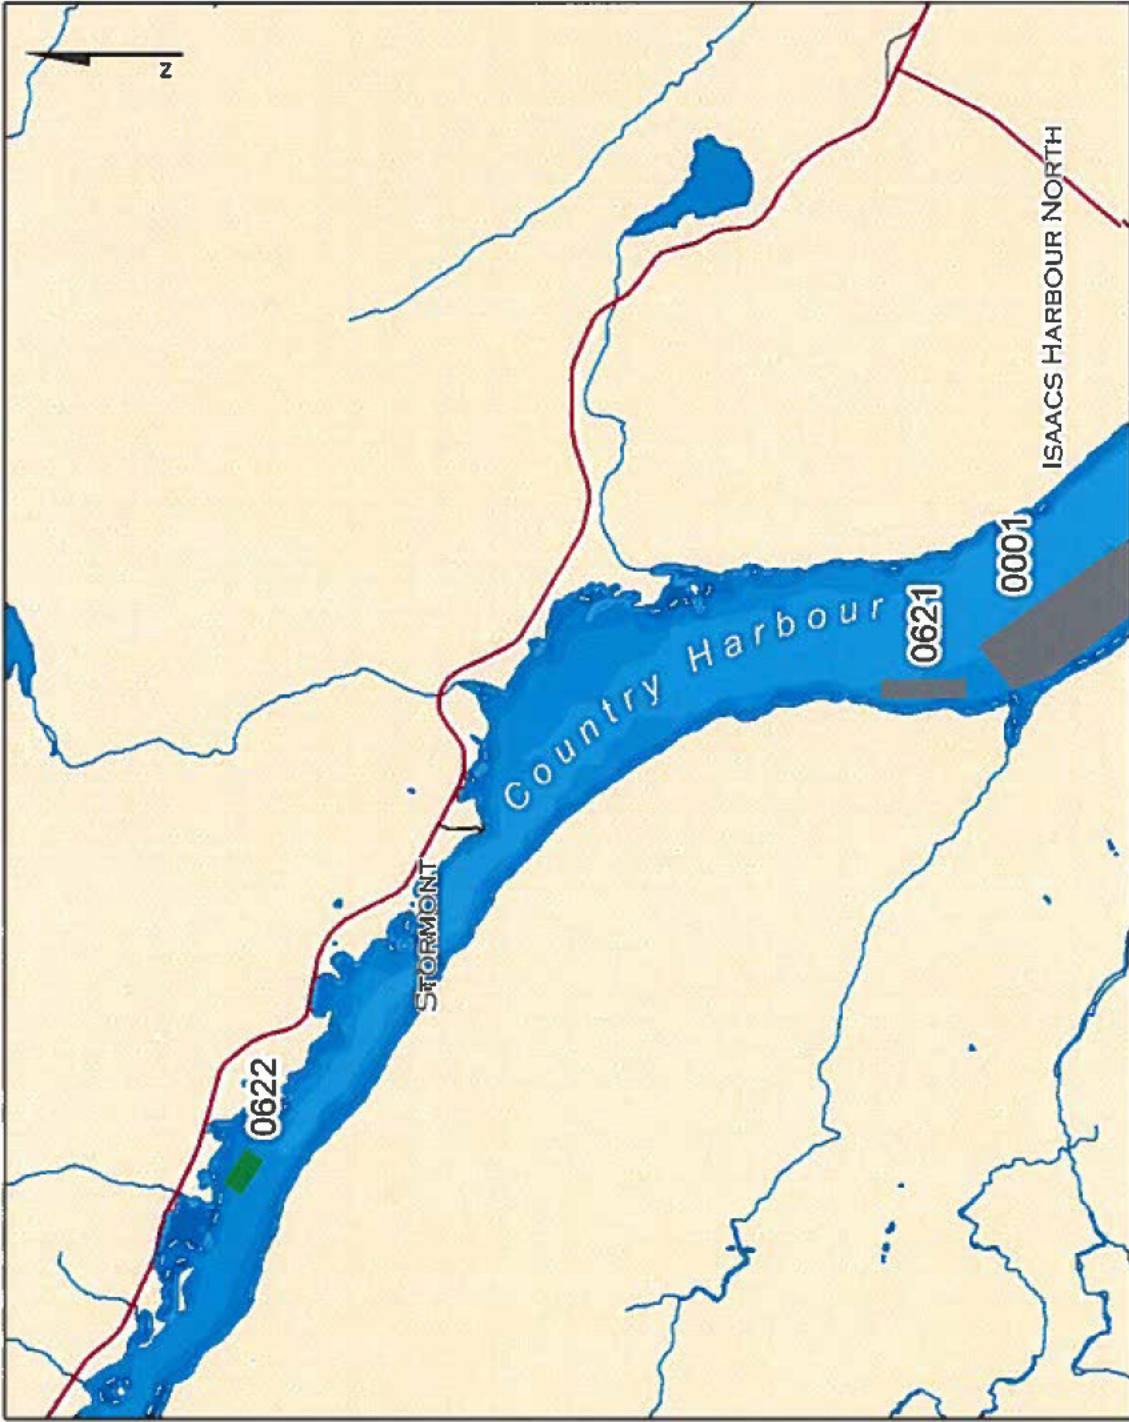 N
0622
STORMONT
Country Harbour
0621
0001
ISAACS HARBOUR NORTH